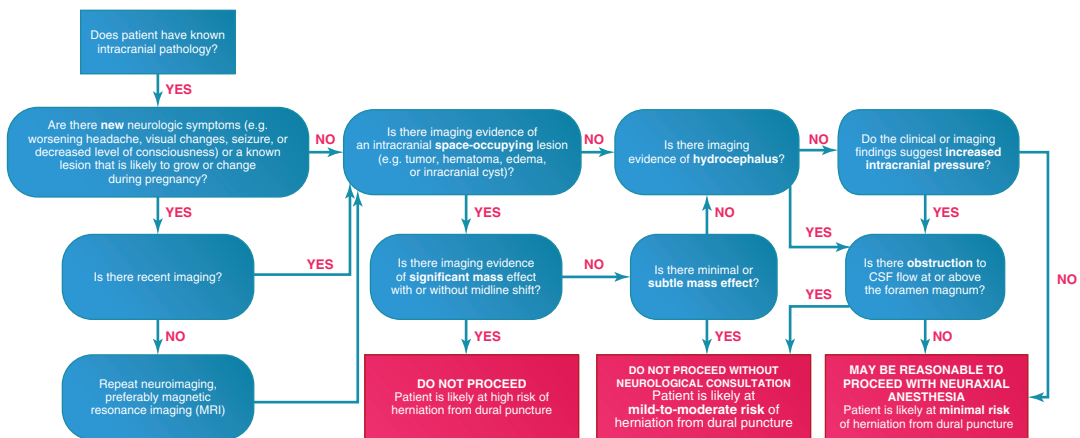 Does patient have known
intracranial pathology?
YES
Are there new neurologic symptoms (e.g.
worsening headache, visual changes, seizure, or
decreased level of consciousness) or a known
lesion that is likely to grow or change
during pregnancy?
NO
YES
Is there recent imaging?
YES
NO
Repeat neuroimaging,
preferably magnetic
resonance imaging (MRI)
Is there imaging evidence of
an intracranial space-occupying lesion
(e.g. tumor, hematoma, edema,
or inracranial cyst)?
NO
YES
Is there imaging evidence
of significant mass effect
with or without midline shift?
NO
YES
DO NOT PROCEED
Patient is likely at high risk of
herniation from dural puncture
Is there imaging
evidence of hydrocephalus?
NO
YES
NO
Is there minimal or
subtle mass effect?
YES
DO NOT PROCEED WITHOUT
NEUROLOGICAL CONSULTATION
Patient is likely at
mild-to-moderate risk of
herniation from dural puncture
Do the clinical or imaging
findings suggest increased
intracranial pressure?
YES
NO
Is there obstruction to
CSF flow at or above
the foramen magnum?
YES
NO
MAY BE REASONABLE TO
PROCEED WITH NEURAXIAL
ANESTHESIA
Patient is likely at minimal risk
of herniation from dural puncture